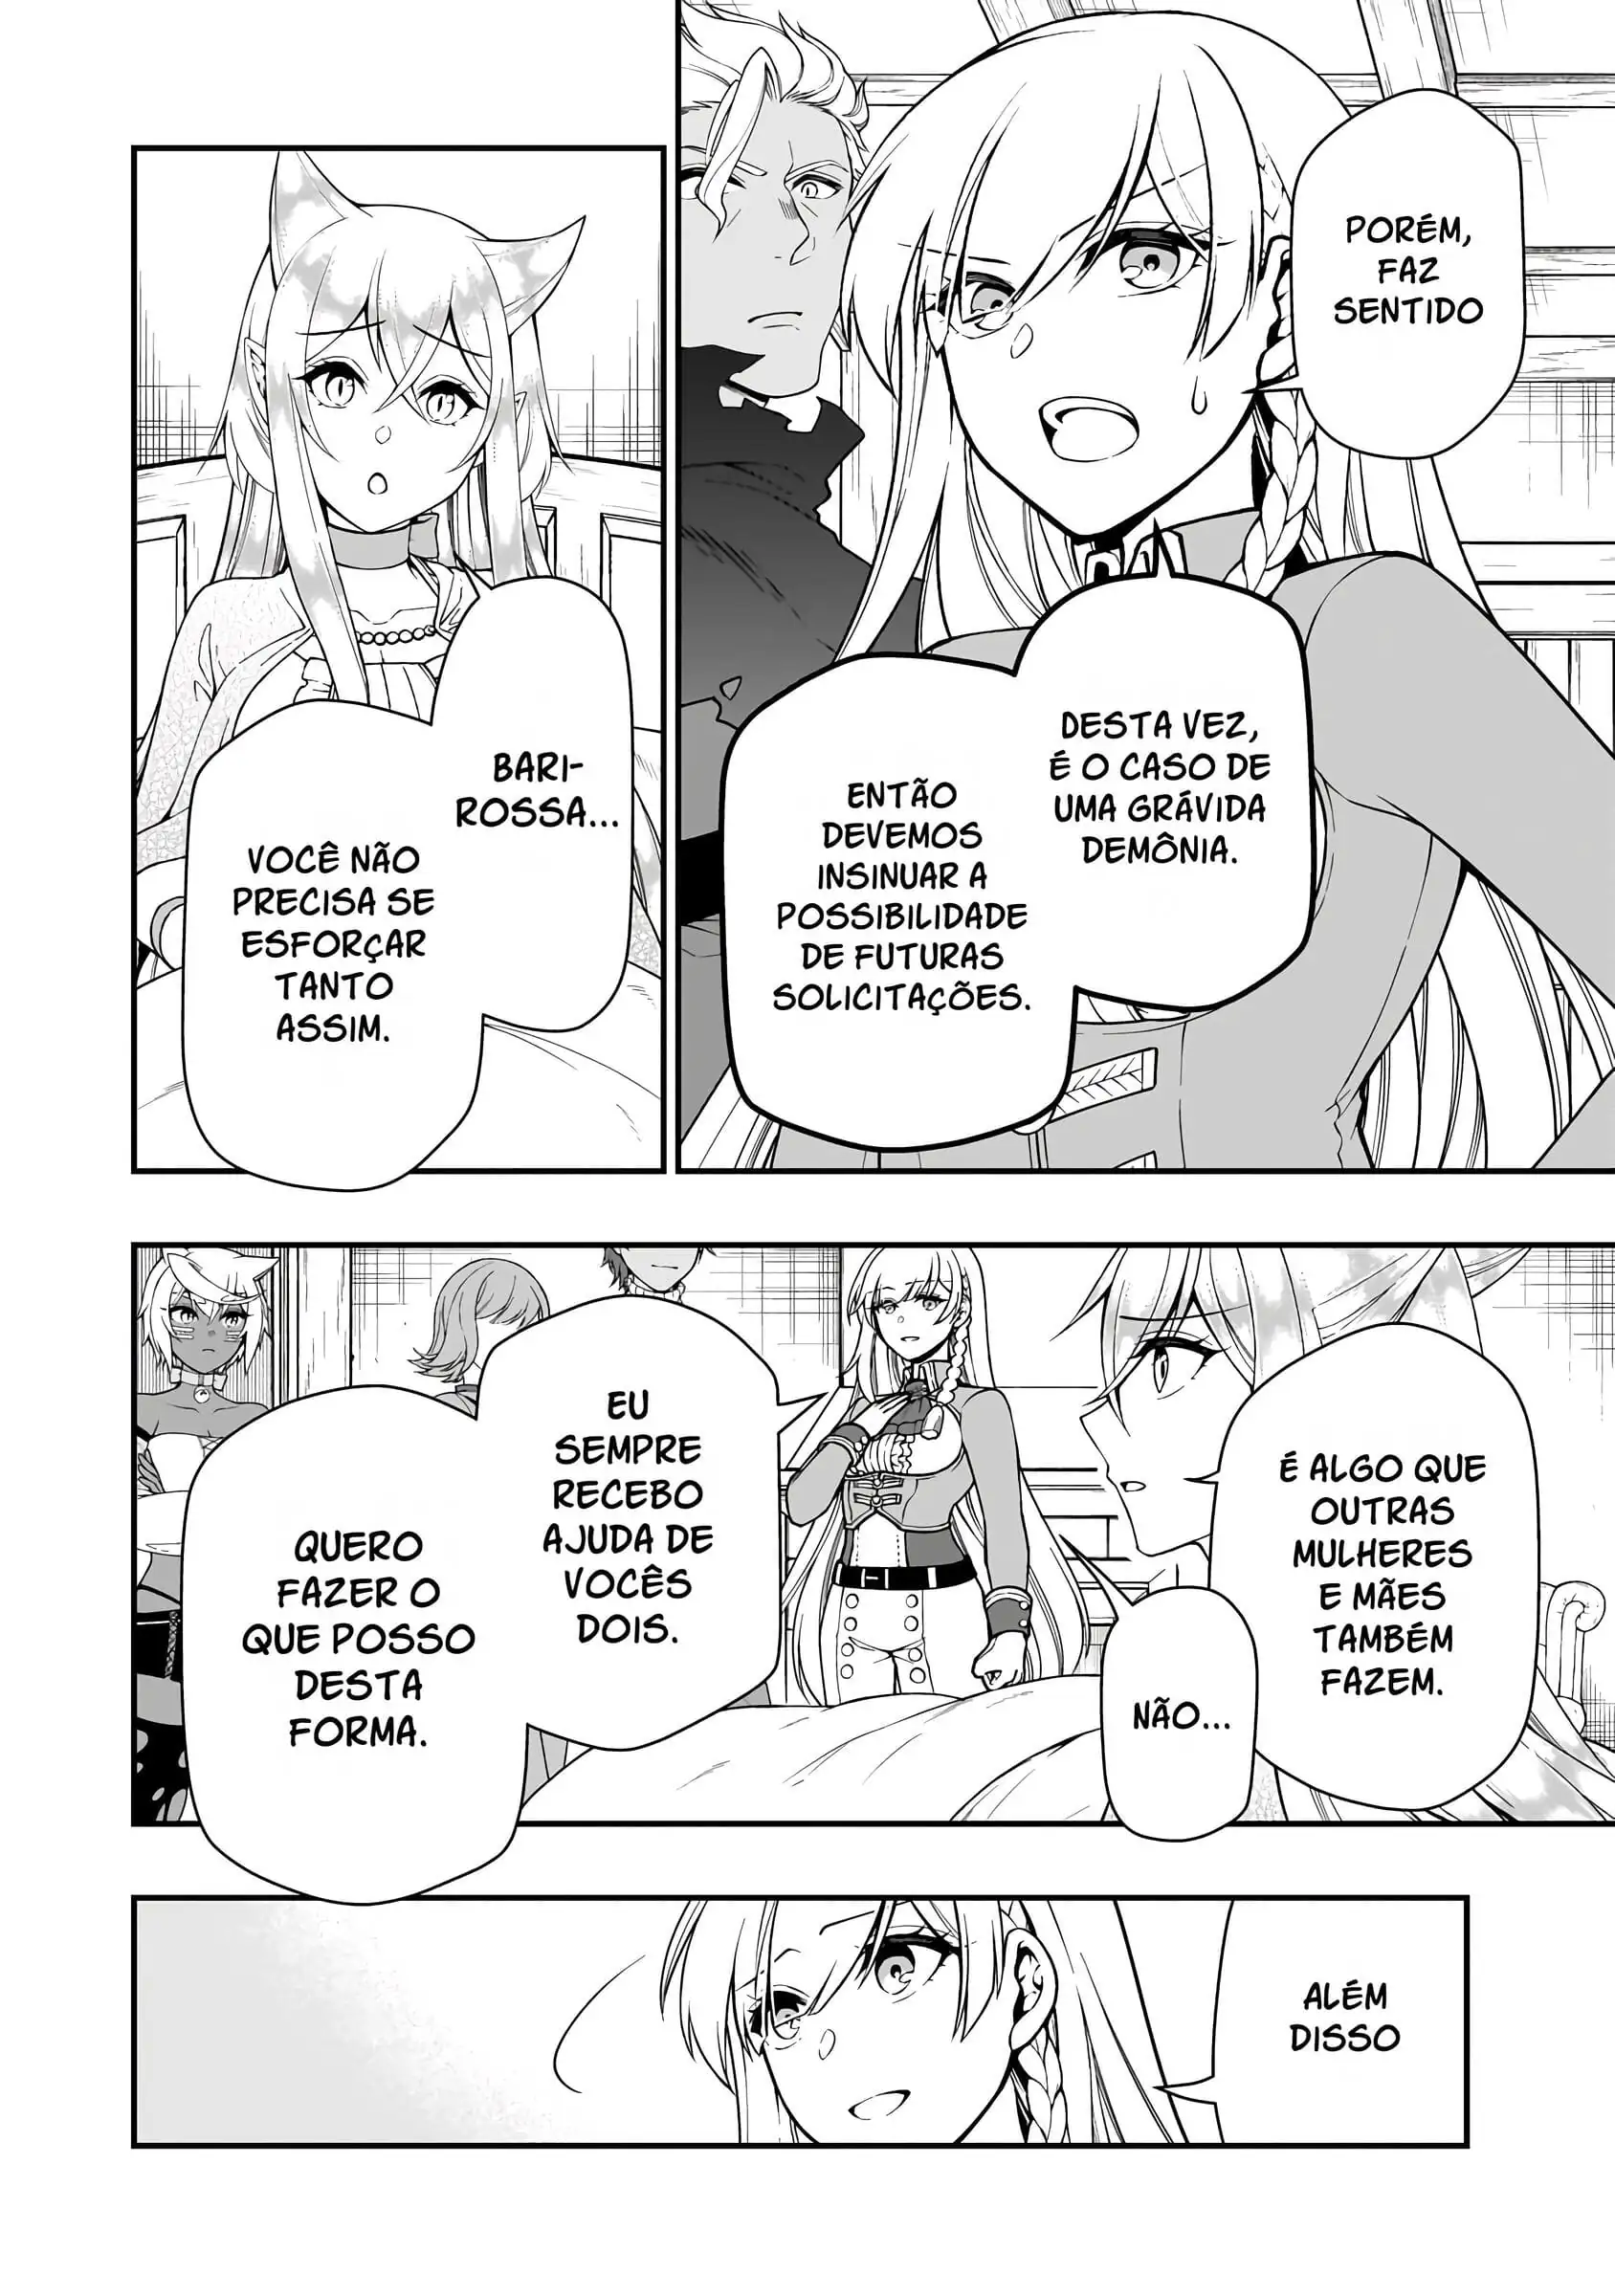 PORÉM,
FAZ
SENTIDO
DESTA VEZ,
É O CASO DE
UMA GRÁVIDA
DEMÔNIA.
ENTÃO
DEVEMOS
INSINUAR A
POSSIBILIDADE
DE FUTURAS
SOLICITAÇÕES.
BARI-
ROSSA...
VOCÊ NÃO
PRECISA SE
ESFORÇAR
TANTO
ASSIM.
É ALGO QUE
OUTRAS
MULHERES
E MÃES
TAMBÉM
FAZEM.
NÃO...
EU
SEMPRE
RECEBO
AJUDA DE
VOCÊS
DOIS.
QUERO
FAZER O
QUE POSSO
DESTA
FORMA.
ALÉM
DISSO